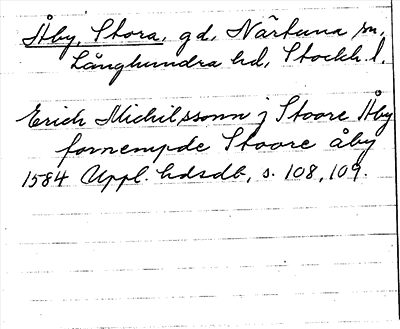 Åby, Stora, gd, Närtuna sn,
Långhundra hd, Stockh. l.
Erich Michilssonn j Stoore Åby
fornempde Stoore åby
1584 Uppl. hdsdb, s. 108, 109.